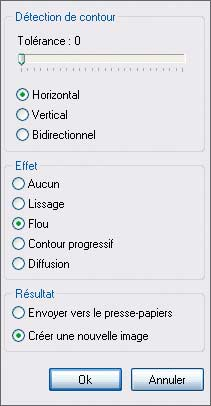 Détection de contour
Tolérance : 0
Horizontal
Vertical
Bidirectionnel
Effet
Aucun
Lissage
Flou
Contour progressif
Diffusion
Résultat
Envoyer vers le presse-papiers
Créer une nouvelle image
Ok Annuler